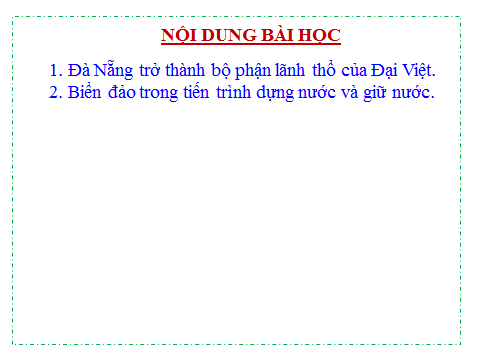 NỘI DUNG BÀI HỌC
1. Đà Nẵng trở thành bộ phận lãnh thổ của Đại Việt.
2. Biển đảo trong tiến trình dựng nước và giữ nước.